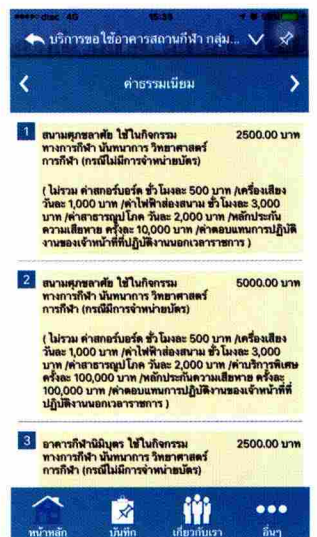 dtac 4G 15:39
บริการขอใช้อาคารสถานกีฬา กลุ่ม...
ค่าธรรมเนียม
1 สนามศุภชลาศัย ใช้ในกิจกรรม 2500.00 บาท
ทางการกีฬา นันทนาการ วิทยาศาสตร์
การกีฬา (กรณีไม่มีการจำหน่ายบัตร)
( ไม่รวม ค่าสกอร์บอร์ด ชั่วโมงละ 500 บาท /เครื่องเสียง
วันละ 1,000 บาท /ค่าไฟฟ้าส่องสนาม ชั่วโมงละ 3,000
บาท /ค่าสาธารณูปโภค วันละ 2,000 บาท /หลักประกัน
ความเสียหาย ครั้งละ 10,000 บาท /ค่าตอบแทนการปฏิบัติ
งานของเจ้าหน้าที่ที่ปฏิบัติงานนอกเวลาราชการ )
2 สนามศุภชลาศัย ใช้ในกิจกรรม 5000.00 บาท
ทางการกีฬา นันทนาการ วิทยาศาสตร์
การกีฬา (กรณีมีการจำหน่ายบัตร)
( ไม่รวม ค่าสกอร์บอร์ด ชั่วโมงละ 500 บาท /เครื่องเสียง
วันละ 1,000 บาท /ค่าไฟฟ้าส่องสนาม ชั่วโมงละ 3,000
บาท /ค่าสาธารณูปโภค วันละ 2,000 บาท /ค่าบริการพิเศษ
ครั้งละ 100,000 บาท /หลักประกันความเสียหาย ครั้งละ
100,000 บาท /ค่าตอบแทนการปฏิบัติงานของเจ้าหน้าที่ที่
ปฏิบัติงานนอกเวลาราชการ )
3 อาคารกีฬานิมิบุตร ใช้ในกิจกรรม 2500.00 บาท
ทางการกีฬา นันทนาการ วิทยาศาสตร์
การกีฬา (กรณีไม่มีการจำหน่ายบัตร)
หน้าหลัก บันทึก เกี่ยวกับเรา อื่นๆ